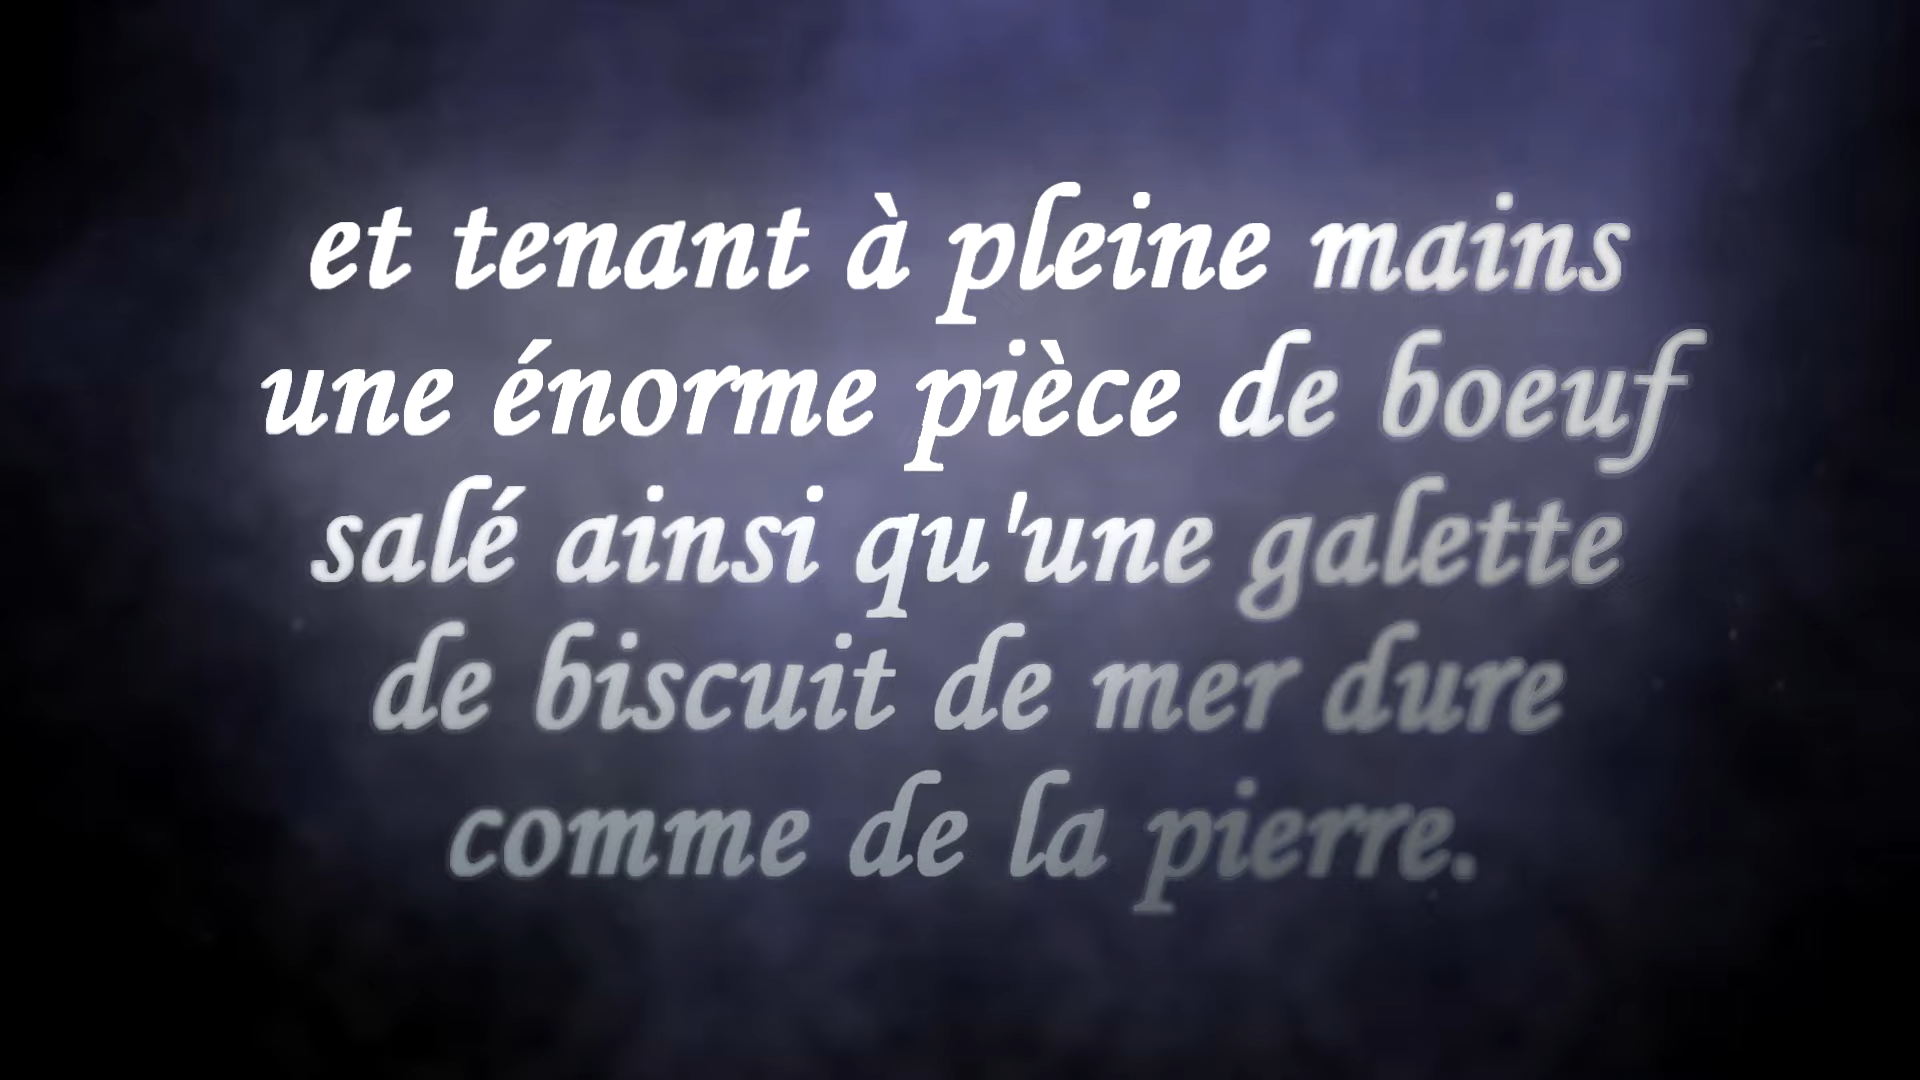 et tenant à pleine mains
une énorme pièce de boeuf
salé ainsi qu'une galette
de biscuit de mer dure
comme de la pierre.